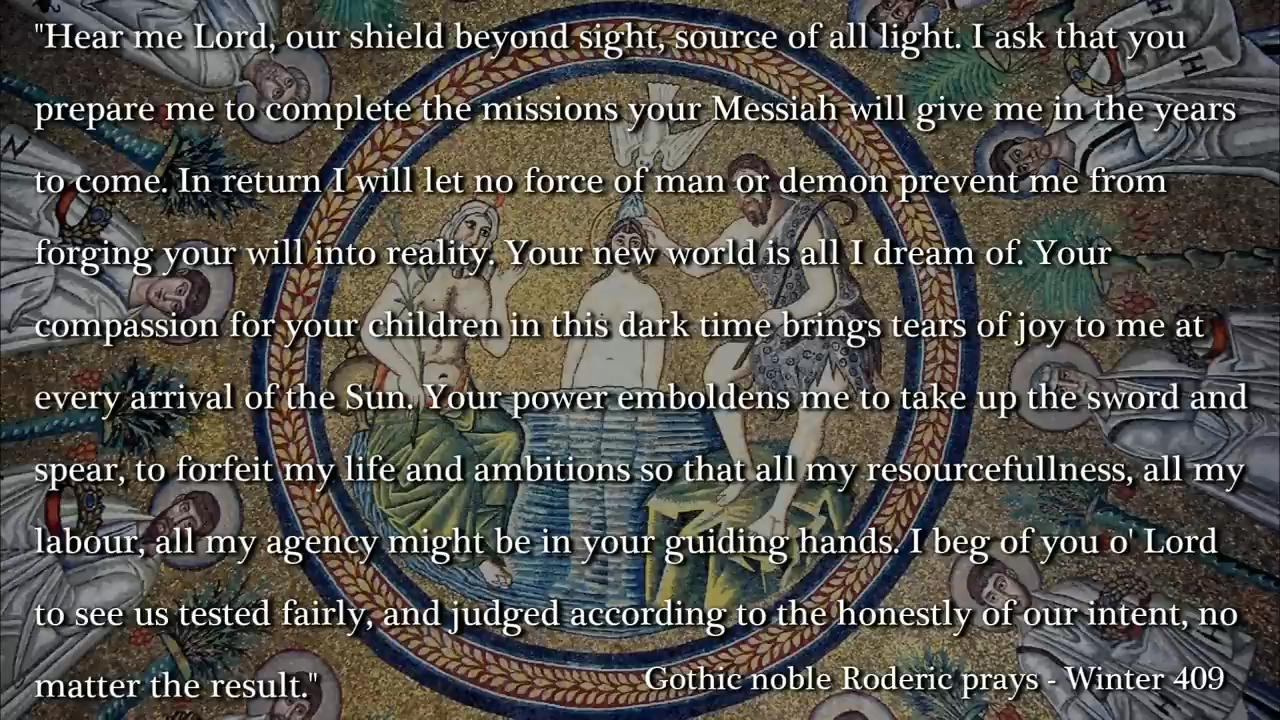 "Hear me Lord, our shield beyond sight, source of all light. I ask that you
prepare me to complete the missions your Messiah will give me in the years
to come. In return I will let no force of man or demon prevent me from
forging your will into reality. Your new world is all I dream of. Your
compassion for your children in this dark time brings tears of joy to me at
every arrival of the Sun. Your power emboldens me to take up the sword and
spear, to forfeit my life and ambitions so that all my resourcefullness, all my
labour, all my agency might be in your guiding hands. I beg of you o' Lord
to see us tested fairly, and judged according to the honestly of our intent, no
matter the result."
Gothic noble Roderic prays - Winter 409